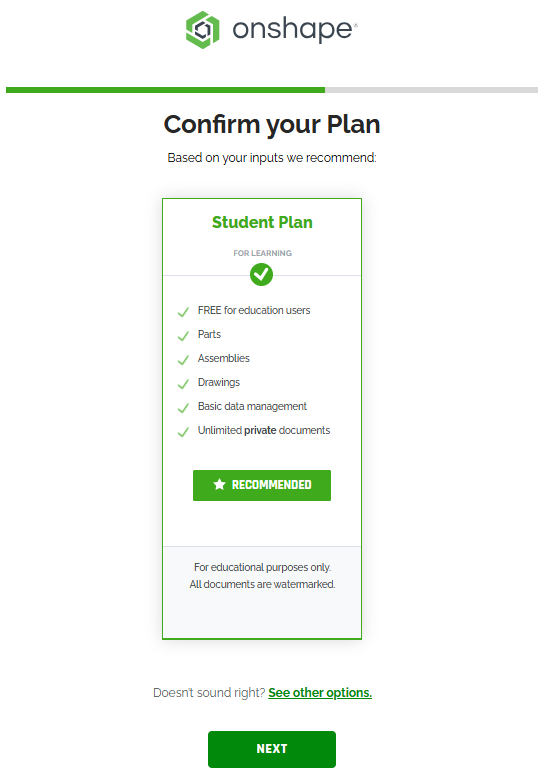 onshape
Confirm your Plan
Based on your inputs we recommend:
Student Plan
FOR LEARNING
FREE for education users
Parts
Assemblies
Drawings
Basic data management
Unlimited private documents
RECOMMENDED
For educational purposes only.
All documents are watermarked.
Doesn't sound right? See other options.
NEXT